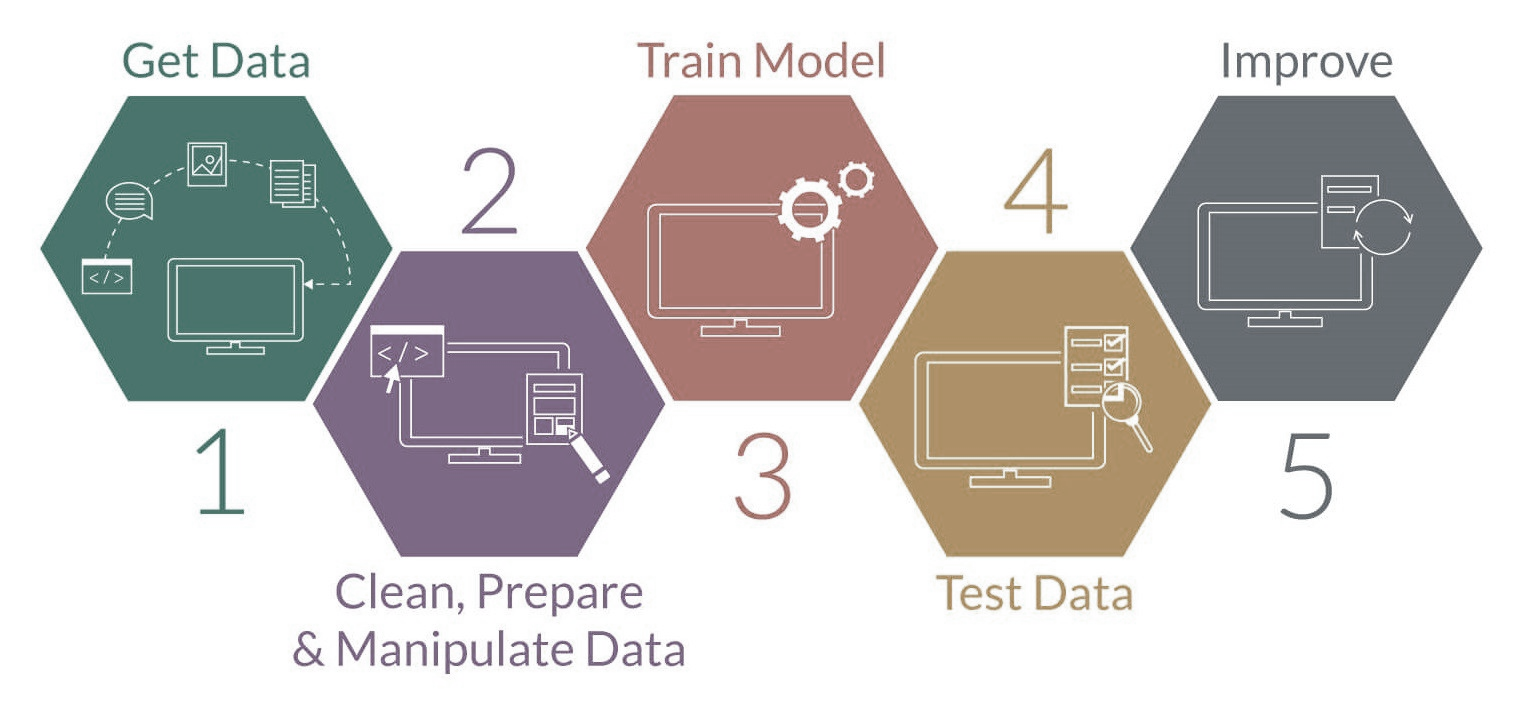 Get Data
1
2
Clean, Prepare
& Manipulate Data
Train Model
3
4
Test Data
Improve
5
</>
</>